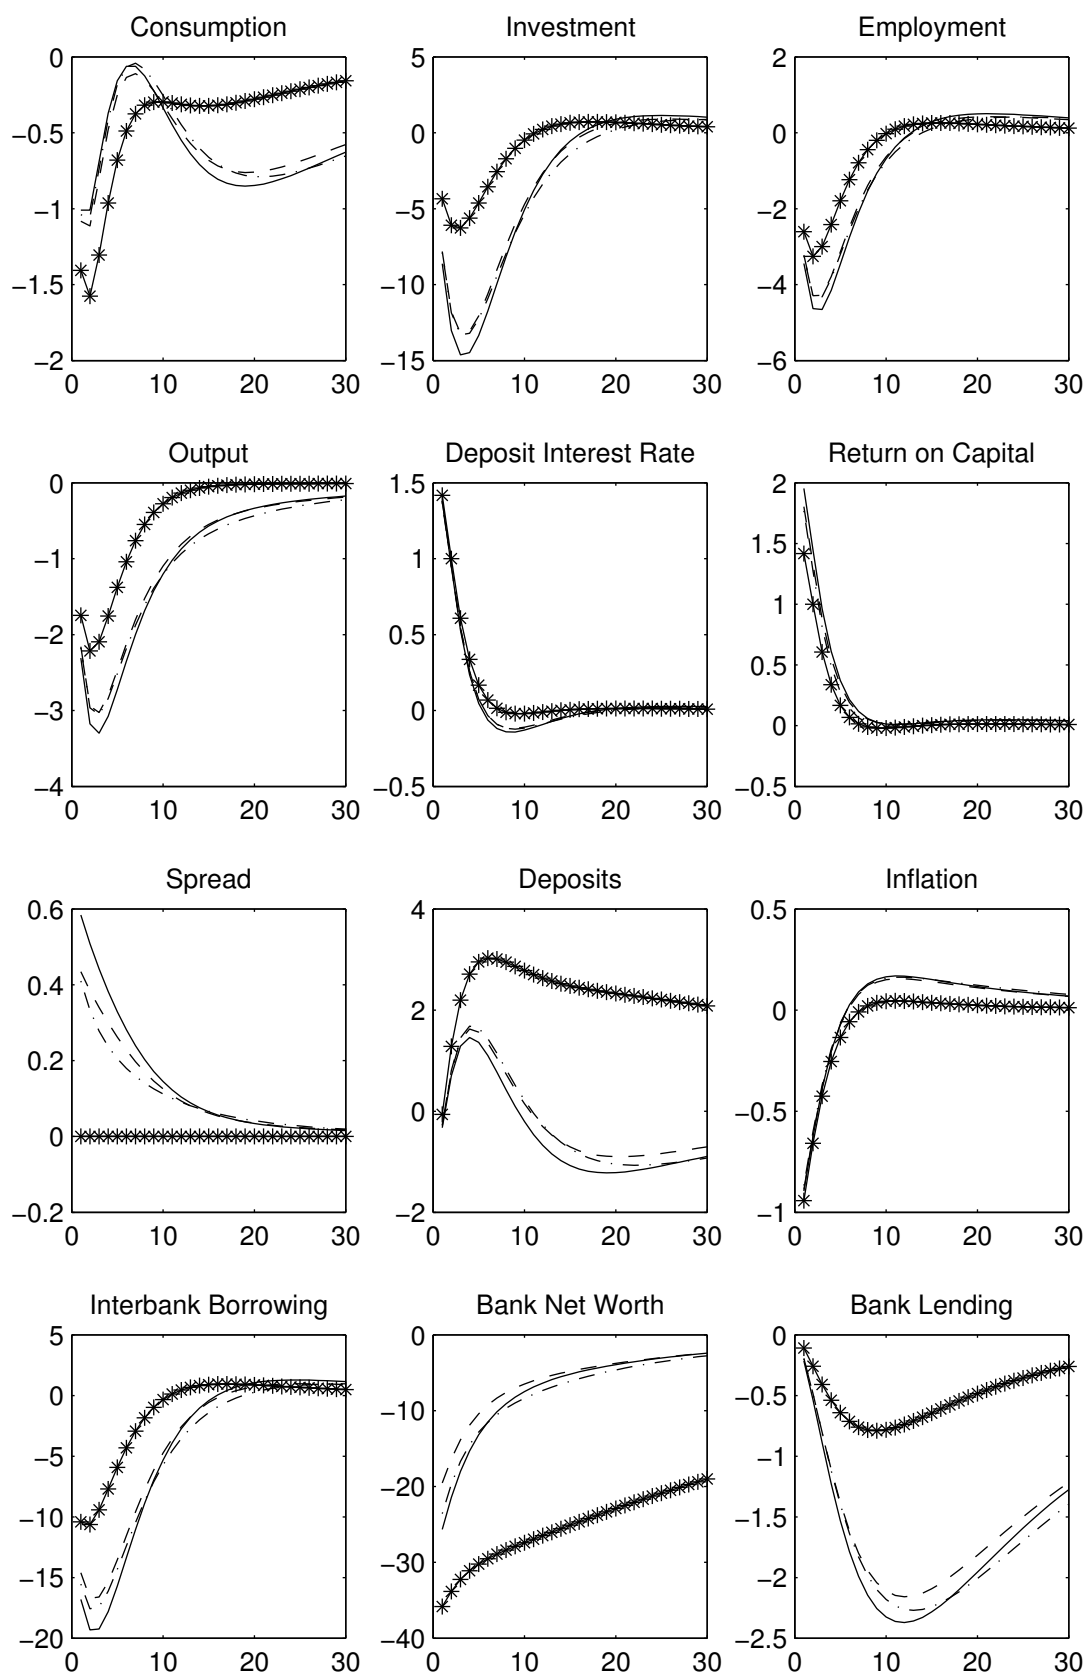 Consumption Investment Employment
0 5 2
−0.5 0 0
−1 −5 −2
−1.5 −10 −4
−2 −15 −6
0 10 20 30 0 10 20 30 0 10 20 30
Output Deposit Interest Rate Return on Capital
0 1.5 2
−1 1 1.5
−2 0.5 1
−3 0 0.5
−4 −0.5 0
−0.5
0 10 20 30 0 10 20 30 0 10 20 30
Spread Deposits Inflation
0.6 4 0.5
0.4 2 0
0.2 0 −0.5
0 −2 −1
−0.2
0 10 20 30 0 10 20 30 0 10 20 30
Interbank Borrowing Bank Net Worth Bank Lending
5 0 0
0 −10 −0.5
−5 −20 −1
−10 −30 −1.5
−15 −40 −2
−20 −2.5
0 10 20 30 0 10 20 30 0 10 20 30